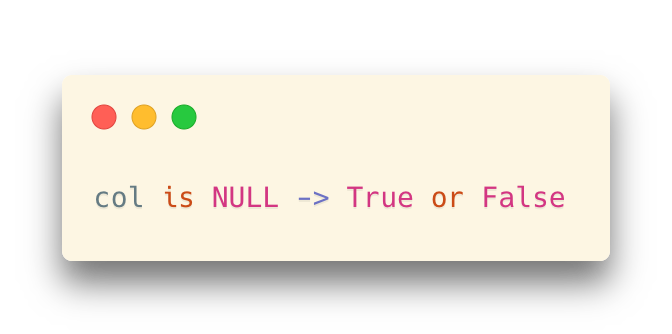 col is NULL -> True or False